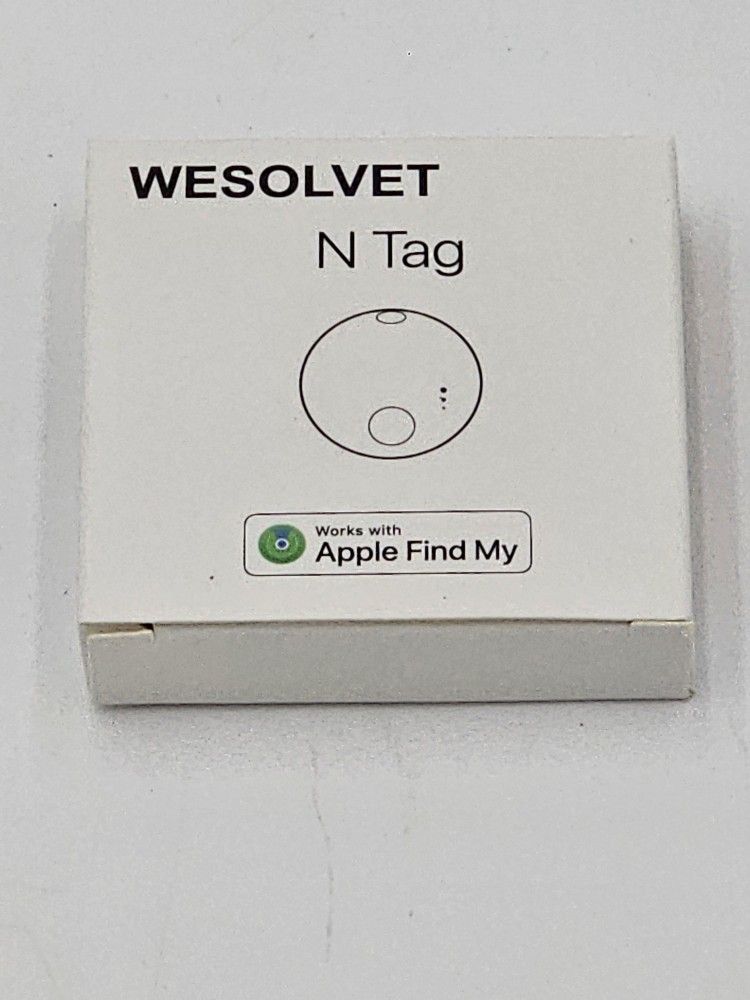 WESOLVET
N Tag
Works with
Apple Find My